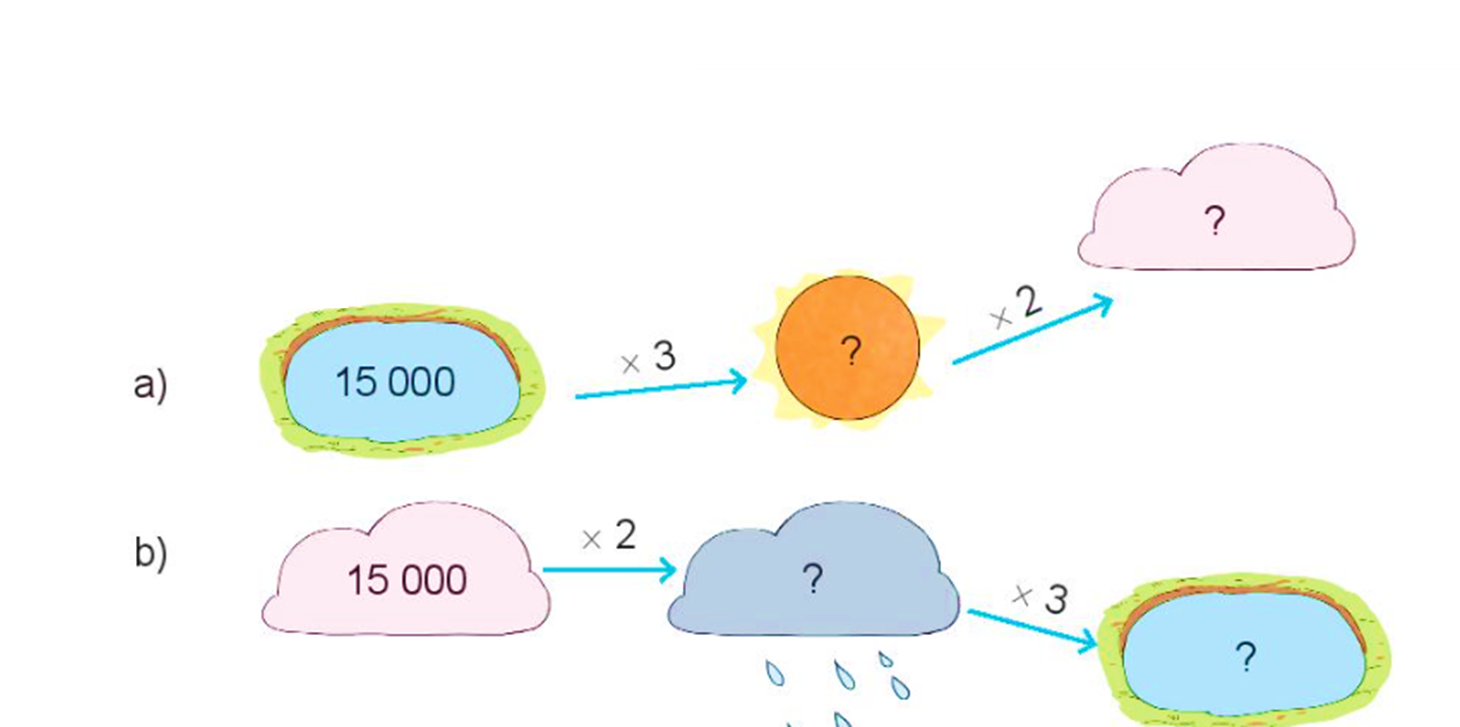 a) 15 000 × 3 ? × 2 ?
b) 15 000 × 2 ? × 3 ?